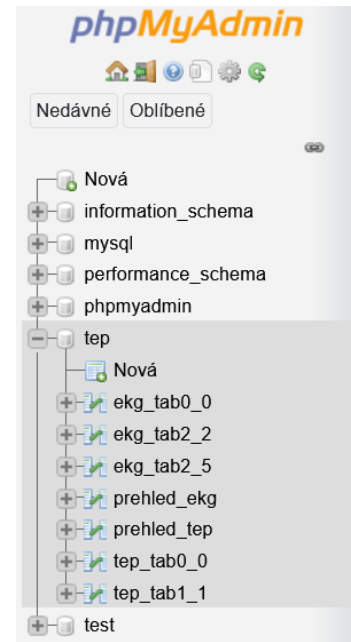 phpMyAdmin
Nedávné Oblíbené
Nová
information_schema
mysql
performance_schema
phpmyadmin
tep
Nová
ekg_tab0_0
ekg_tab2_2
ekg_tab2_5
prehled_ekg
prehled_tep
tep_tab0_0
tep_tab1_1
test